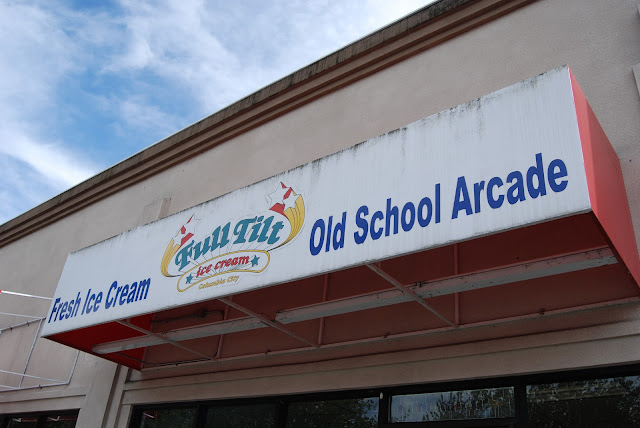 Fresh Ice Cream
Full Tilt
ice cream
Columbia City
Old School Arcade